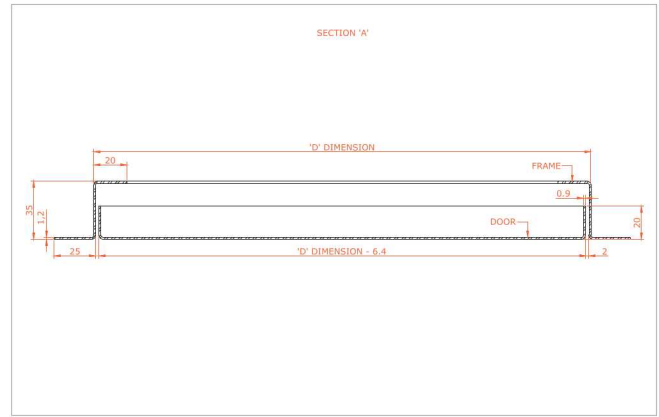 SECTION 'A'
'D' DIMENSION
20
FRAME
0.9
35
1.2
DOOR
20
25
'D' DIMENSION - 6.4
2